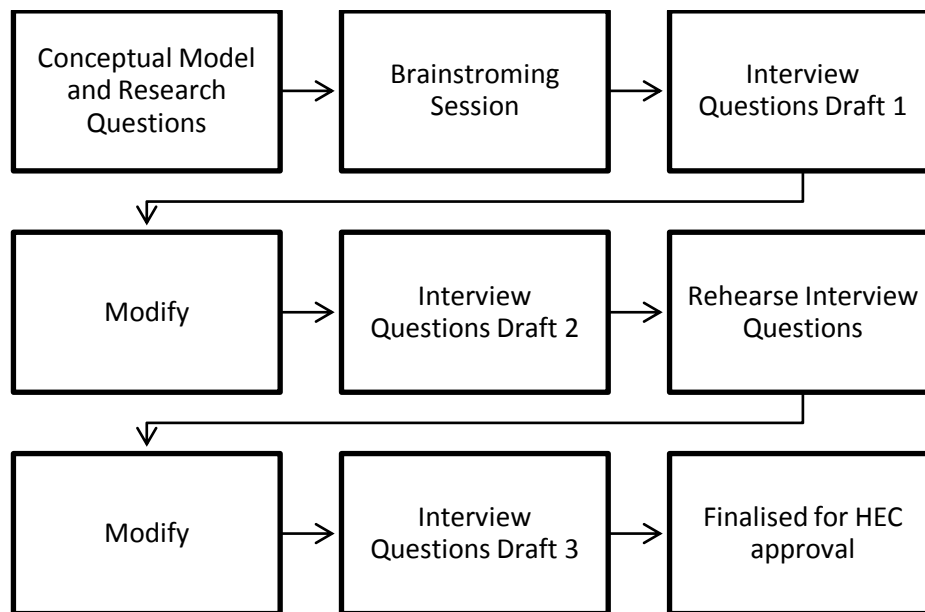 Conceptual Model
and Research
Questions
Brainstroming
Session
Interview
Questions Draft 1
Modify
Interview
Questions Draft 2
Rehearse Interview
Questions
Modify
Interview
Questions Draft 3
Finalised for HEC
approval